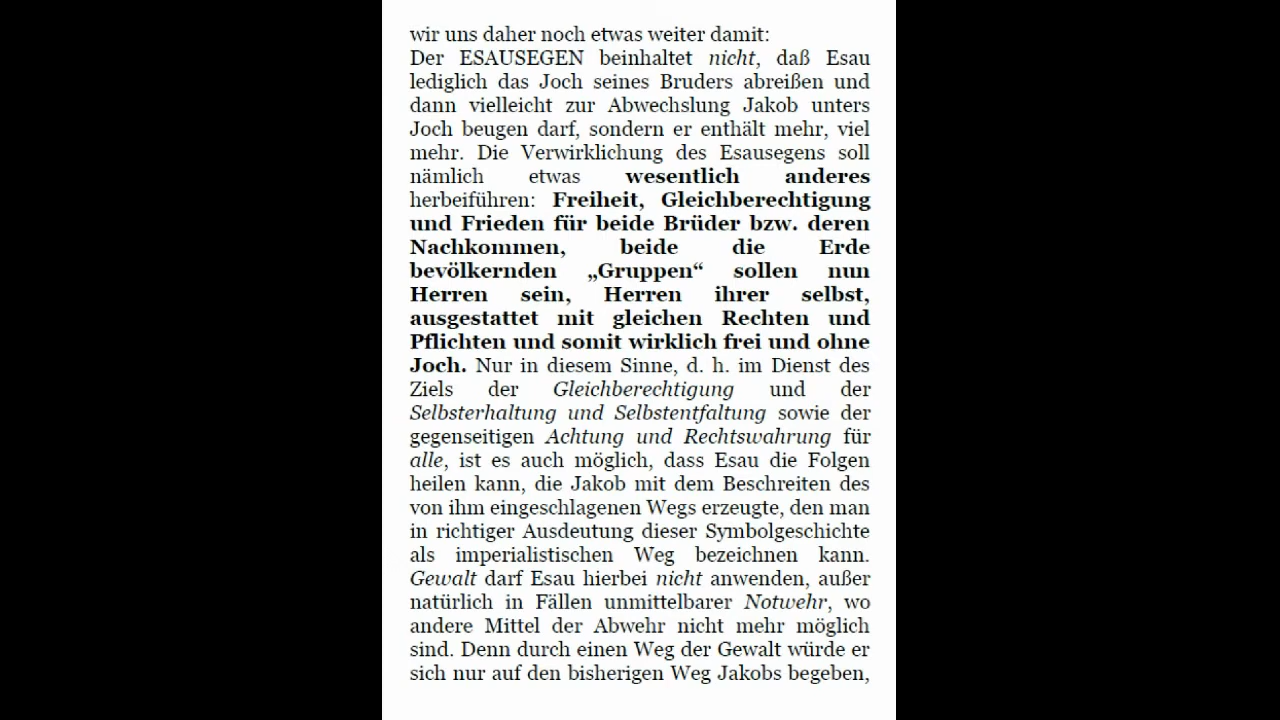 wir uns daher noch etwas weiter damit:
Der ESAUSEGEN beinhaltet nicht, daß Esau
lediglich das Joch seines Bruders abreißen und
dann vielleicht zur Abwechslung Jakob unters
Joch beugen darf, sondern er enthält mehr, viel
mehr. Die Verwirklichung des Esausegens soll
nämlich etwas wesentlich anderes
herbeiführen: Freiheit, Gleichberechtigung
und Frieden für beide Brüder bzw. deren
Nachkommen, beide die Erde
bevölkernden „Gruppen“ sollen nun
Herren sein, Herren ihrer selbst,
ausgestattet mit gleichen Rechten und
Pflichten und somit wirklich frei und ohne
Joch. Nur in diesem Sinne, d. h. im Dienst des
Ziels der Gleichberechtigung und der
Selbsterhaltung und Selbstentfaltung sowie der
gegenseitigen Achtung und Rechtswahrung für
alle, ist es auch möglich, dass Esau die Folgen
heilen kann, die Jakob mit dem Beschreiten des
von ihm eingeschlagenen Wegs erzeugte, den man
in richtiger Ausdeutung dieser Symbolgeschichte
als imperialistischen Weg bezeichnen kann.
Gewalt darf Esau hierbei nicht anwenden, außer
natürlich in Fällen unmittelbarer Notwehr, wo
andere Mittel der Abwehr nicht mehr möglich
sind. Denn durch einen Weg der Gewalt würde er
sich nur auf den bisherigen Weg Jakobs begeben,